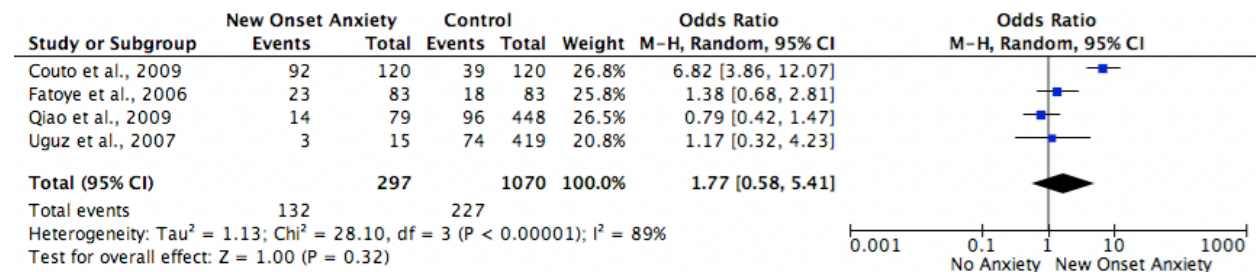 New Onset Anxiety Control Odds Ratio Odds Ratio
Study or Subgroup Events Total Events Total Weight M-H, Random, 95% CI M-H, Random, 95% CI
Couto et al., 2009 92 120 39 120 26.8% 6.82 [3.86, 12.07]
Fatoye et al., 2006 23 83 18 83 25.8% 1.38 [0.68, 2.81]
Qiao et al., 2009 14 79 96 448 26.5% 0.79 [0.42, 1.47]
Uguz et al., 2007 3 15 74 419 20.8% 1.17 [0.32, 4.23]
Total (95% CI) 297 1070 100.0% 1.77 [0.58, 5.41]
Total events 132 227
Heterogeneity: Tau² = 1.13; Chi² = 28.10, df = 3 (P < 0.00001); I² = 89%
Test for overall effect: Z = 1.00 (P = 0.32)
0.001 0.1 1 10 1000
No Anxiety New Onset Anxiety